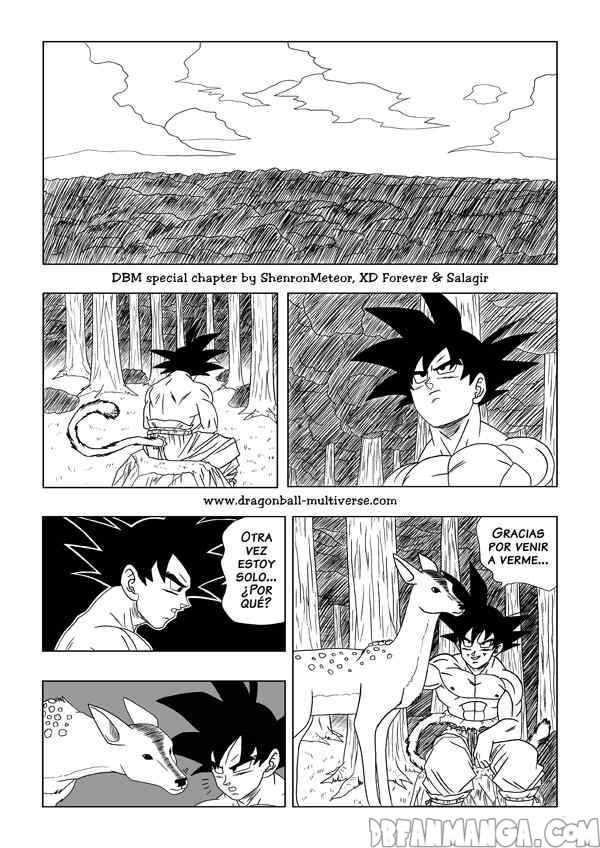 DBM special chapter by ShenronMeteor, XD Forever & Salagir
www.dragonball-multiverse.com
OTRA
VEZ
ESTOY
SOLO...
¿POR
QUÉ?
GRACIAS
POR VENIR
A VERME...
DBFANMANGA.COM